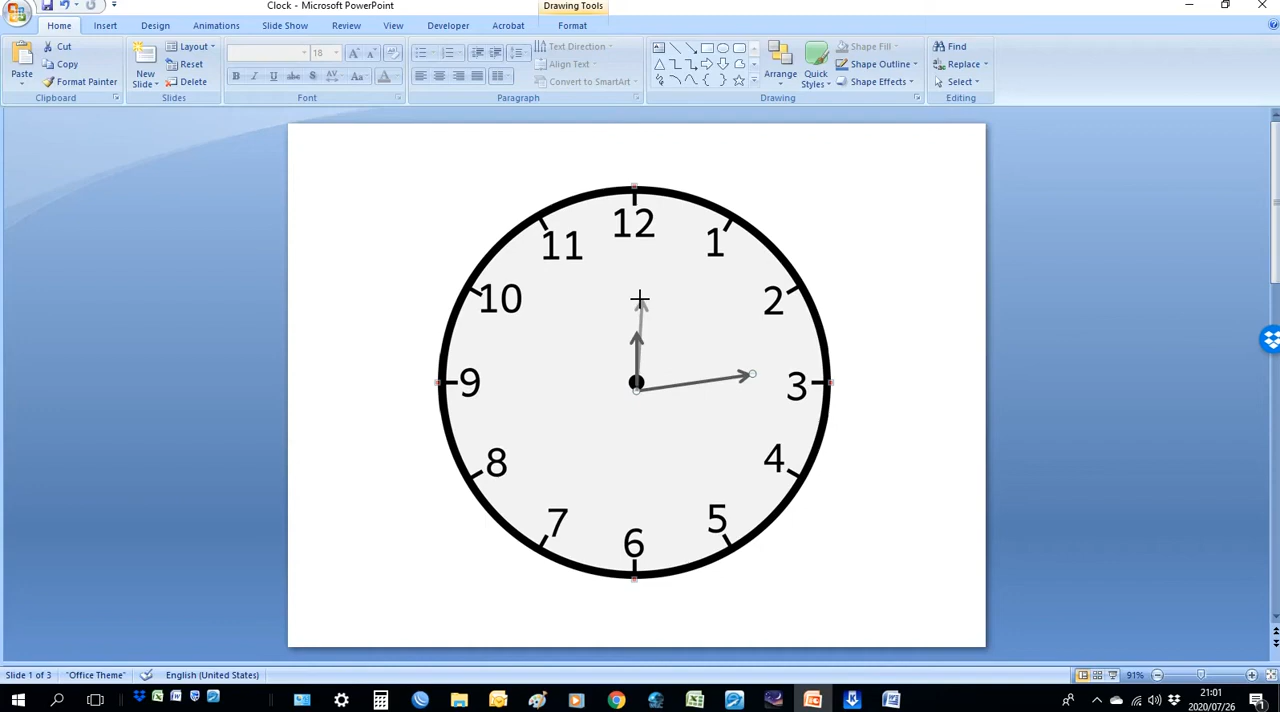 Clock - Microsoft PowerPoint
Drawing Tools
Home Insert Design Animations Slide Show Review View Developer Acrobat Format
Paste
Cut
Copy
Format Painter
Clipboard
New Slide
Layout
Reset
Delete
Slides
18
B I U abc S AV Aa A
Font
Text Direction
Align Text
Convert to SmartArt
Paragraph
Arrange
Quick Styles
Shape Fill
Shape Outline
Shape Effects
Drawing
Find
Replace
Select
Editing
12
11 1
10 2
9 3
8 4
7 5
6
Slide 1 of 3 "Office Theme" English (United States) 91%
21:01
2020/07/26